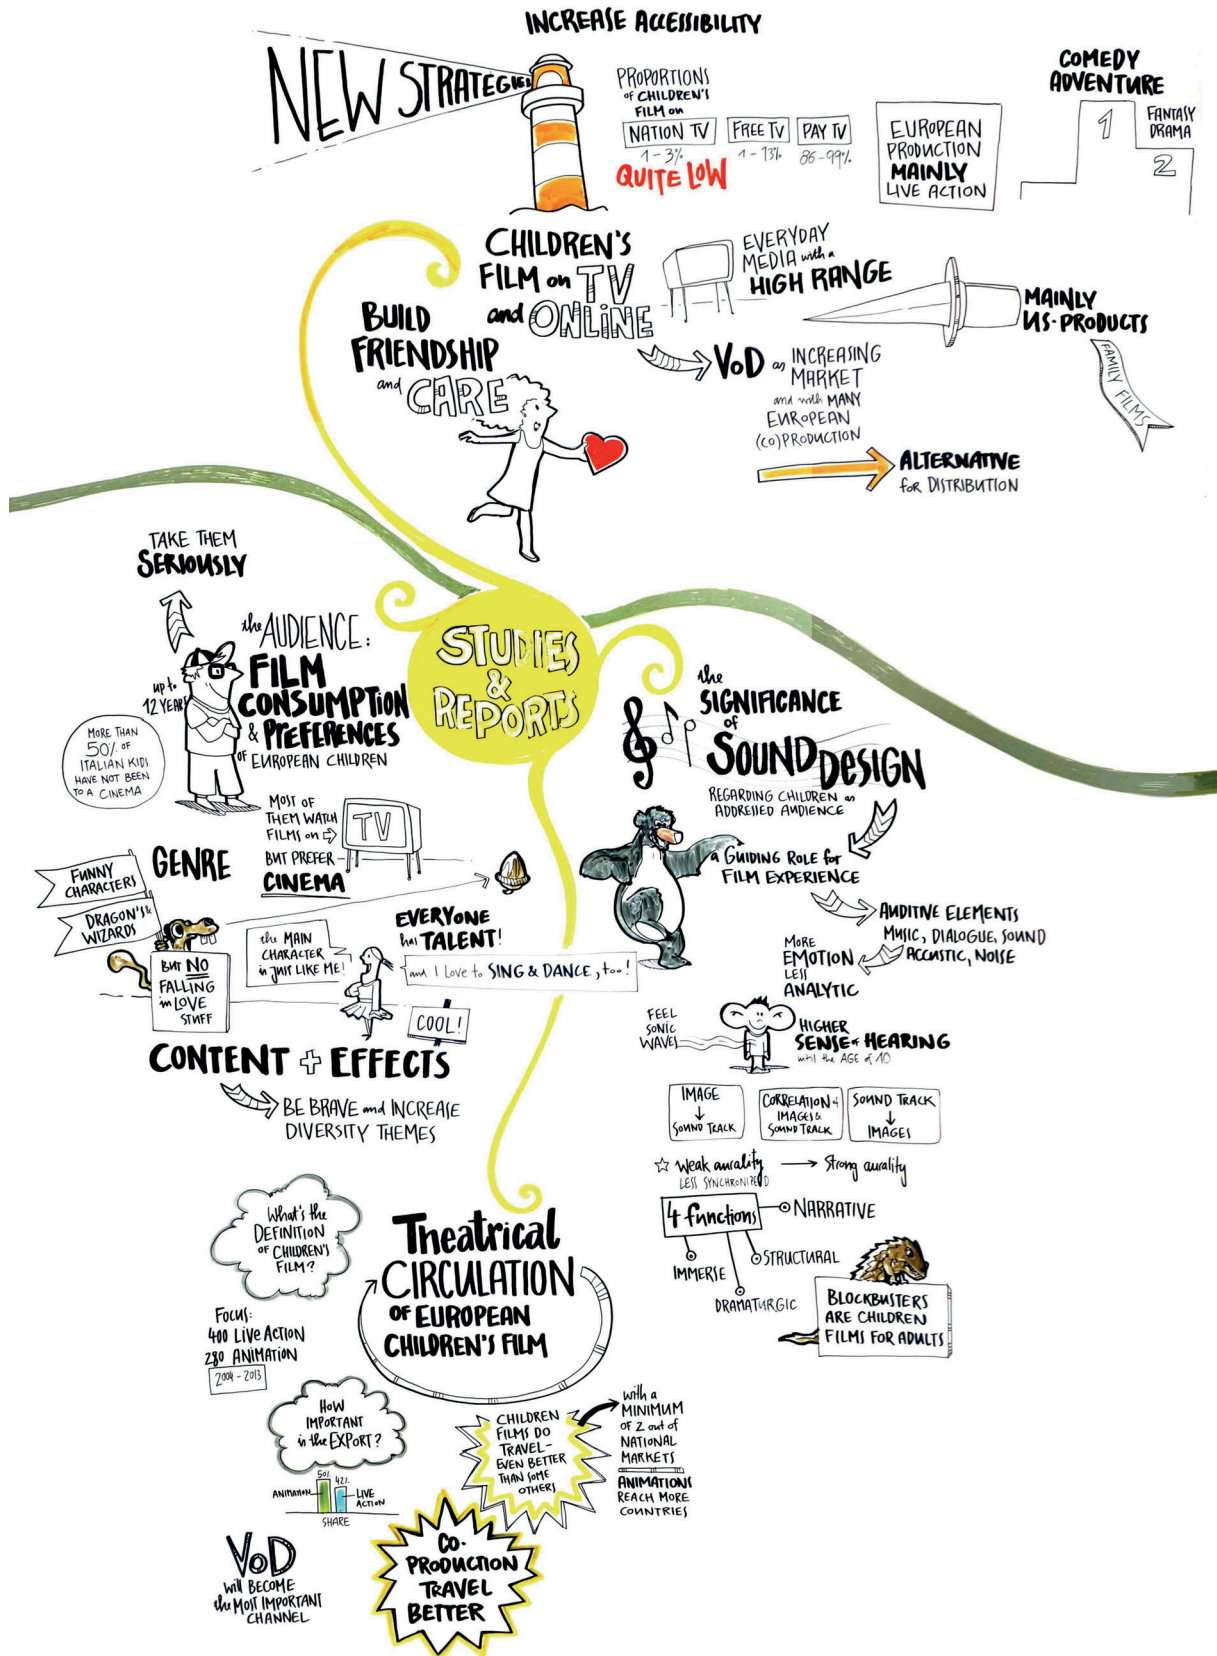 INCREASE ACCESSIBILITY
NEW STRATEGIES
PROPORTIONS
of CHILDREN'S
FILM on
NATION TV
1-3%
QUITE LOW
FREE TV
1-13%
PAY TV
86-99%
EUROPEAN
PRODUCTION
MAINLY
LIVE ACTION
COMEDY
ADVENTURE
1
FANTASY
DRAMA
2
CHILDREN'S
FILM on TV
and ONLINE
EVERYDAY
MEDIA with a
HIGH RANGE
MAINLY
US-PRODUCTS
FAMILY FILMS
BUILD
FRIENDSHIP
and CARE
VoD as INCREASING
MARKET
and with MANY
EUROPEAN
(CO)PRODUCTION
ALTERNATIVE
for DISTRIBUTION
STUDIES
&
REPORTS
TAKE THEM
SERIOUSLY
the AUDIENCE:
FILM
CONSUMPTION
& PREFERENCES
OF EUROPEAN CHILDREN
up to
12 YEARS
MORE THAN
50% OF
ITALIAN KIDS
HAVE NOT BEEN
TO A CINEMA
MOST OF
THEM WATCH
FILMS on
TV
BUT PREFER
CINEMA
GENRE
FUNNY
CHARACTERS
DRAGON'S &
WIZARDS
BUT NO
FALLING
in LOVE
STUFF
the MAIN
CHARACTER
is JUST LIKE ME!
EVERYONE
has TALENT!
and I Love to SING & DANCE, too!
COOL!
CONTENT + EFFECTS
BE BRAVE and INCREASE
DIVERSITY THEMES
the
SIGNIFICANCE
of
SOUND DESIGN
REGARDING CHILDREN as
ADDRESSED AUDIENCE
a GUIDING ROLE for
FILM EXPERIENCE
AUDITIVE ELEMENTS
MUSIC, DIALOGUE, SOUND
ACCUSTIC, NOISE
MORE
EMOTION
LESS
ANALYTIC
FEEL
SONIC
WAVES
HIGHER
SENSE of HEARING
until the AGE of 10
IMAGE
↓
SOUND TRACK
CORRELATION of
IMAGES &
SOUND TRACK
SOUND TRACK
↓
IMAGES
Weak aurality
LESS SYNCHRONIZED
Strong aurality
4 functions
NARRATIVE
STRUCTURAL
IMMERSE
DRAMATURGIC
BLOCKBUSTERS
ARE CHILDREN
FILMS FOR ADULTS
Theatrical
CIRCULATION
OF EUROPEAN
CHILDREN'S FILM
What's the
DEFINITION
OF CHILDREN'S
FILM?
FOCUS:
400 Live ACTION
280 ANIMATION
2004-2013
HOW
IMPORTANT
is the EXPORT?
ANIMATION
50%
42%
LIVE
ACTION
SHARE
CHILDREN
FILMS DO
TRAVEL-
EVEN BETTER
THAN SOME
OTHERS
with a
MINIMUM
OF 2 out of
NATIONAL
MARKETS
ANIMATIONS
REACH MORE
COUNTRIES
VoD
will BECOME
the MOST IMPORTANT
CHANNEL
CO-
PRODUCTION
TRAVEL
BETTER